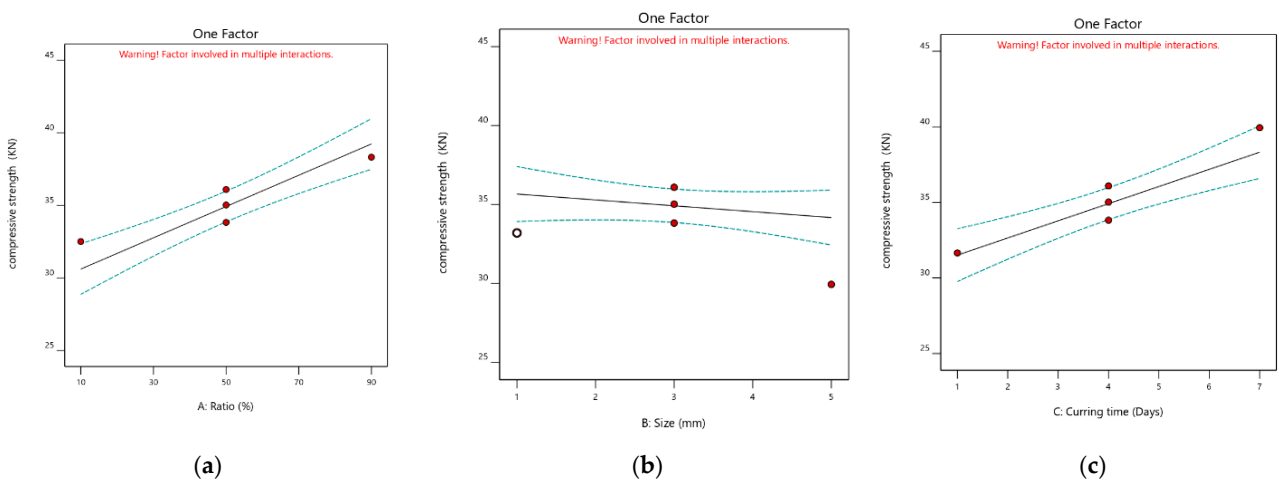 One Factor
Warning! Factor involved in multiple interactions.
compressive strength (KN)
45
40
35
30
25
10
30
50
70
90
A: Ratio (%)
(a)
One Factor
Warning! Factor involved in multiple interactions.
compressive strength (KN)
45
40
35
30
25
1
2
3
4
5
B: Size (mm)
(b)
One Factor
Warning! Factor involved in multiple interactions.
compressive strength (KN)
45
40
35
30
25
1
2
3
4
5
6
7
C: Curring time (Days)
(c)